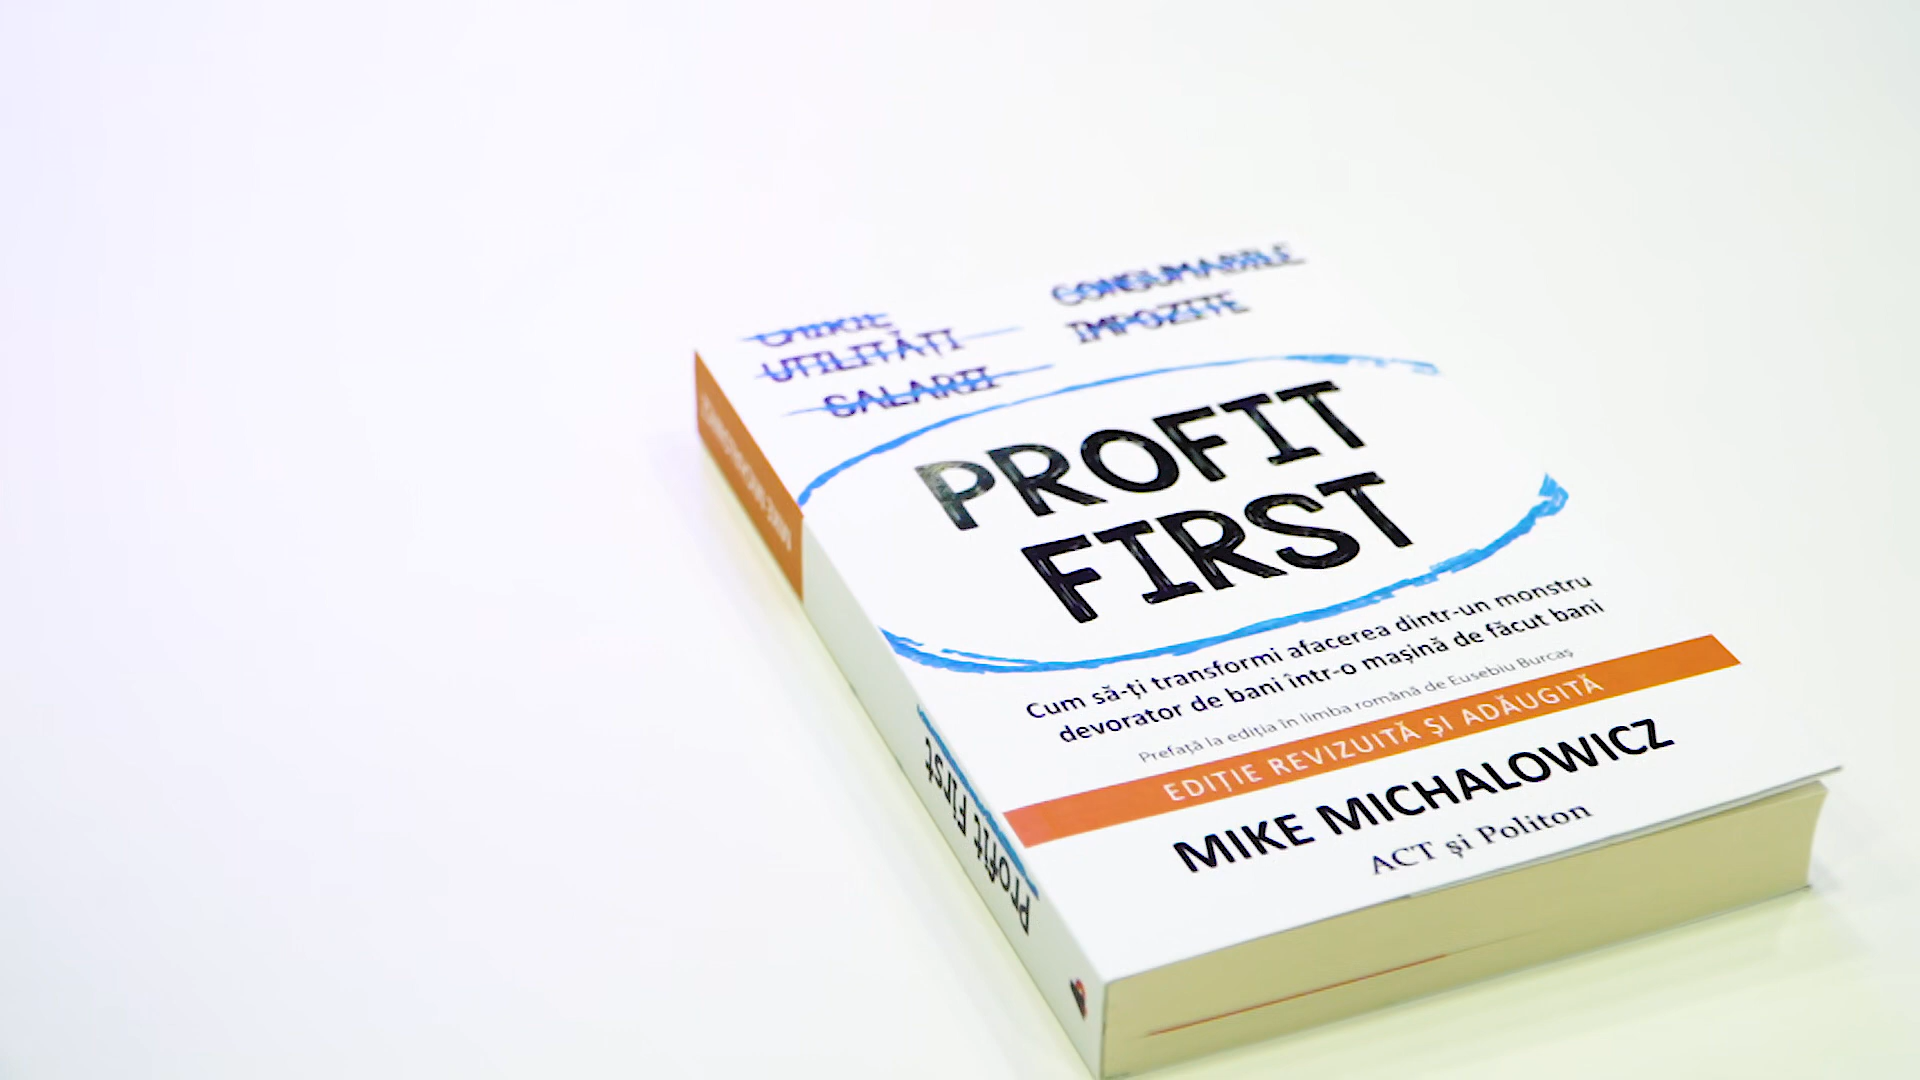 UTILITĂȚI
SALARII
CONSUMABILE
IMPOZITE
PROFIT
FIRST
Cum să-ți transformi afacerea dintr-un monstru
devorator de bani într-o mașină de făcut bani
Prefață la ediția în limba română de Eusebiu Burcaș
EDIȚIE REVIZUITĂ ȘI ADĂUGITĂ
MIKE MICHALOWICZ
ACT și Politon
Profit First